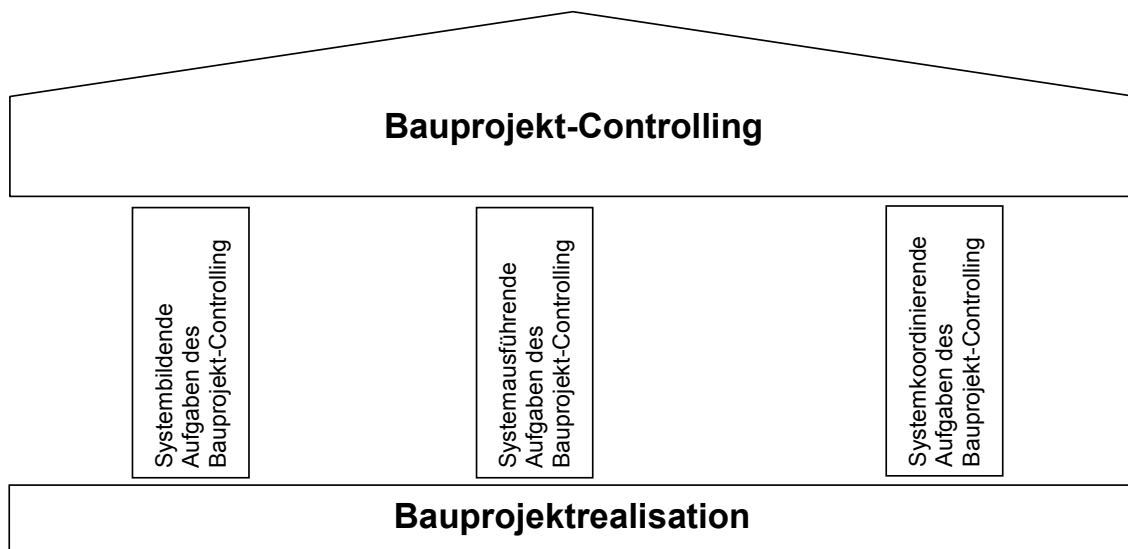 Bauprojekt-Controlling
Systembildende
Aufgaben des
Bauprojekt-Controlling
Systemausführende
Aufgaben des
Bauprojekt-Controlling
Systemkoordinierende
Aufgaben des
Bauprojekt-Controlling
Bauprojektrealisation